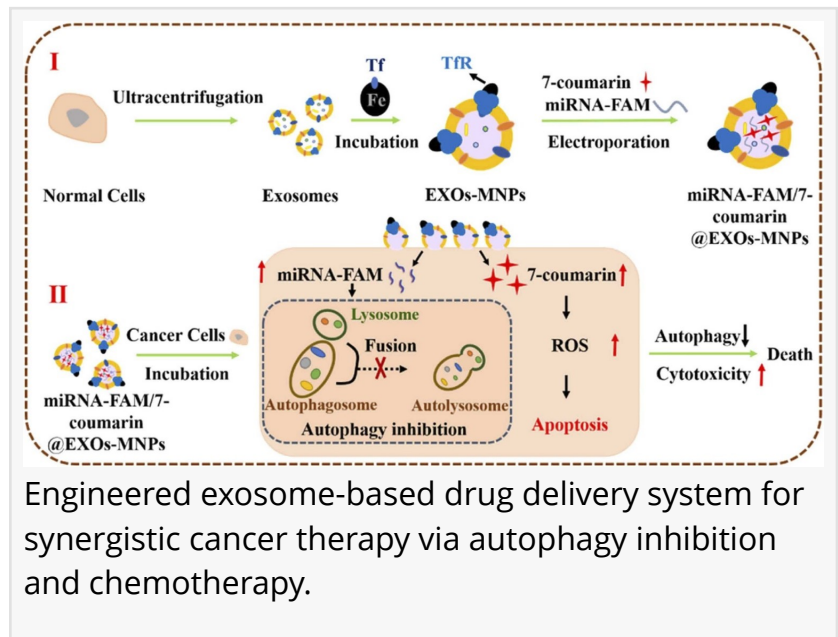 I
Ultracentrifugation
Tf
Fe
Incubation
TfR
7-coumarin
miRNA-FAM
Electroporation
Normal Cells
Exosomes
EXOs-MNPs
miRNA-FAM/7-
coumarin
@EXOs-MNPs
II
miRNA-FAM
7-coumarin
Cancer Cells
Incubation
miRNA-FAM/7-
coumarin
@EXOs-MNPs
Lysosome
Fusion
Autophagosome
Autolysosome
Autophagy inhibition
ROS
Apoptosis
Autophagy
Cytotoxicity
Death
Engineered exosome-based drug delivery system for
synergistic cancer therapy via autophagy inhibition
and chemotherapy.